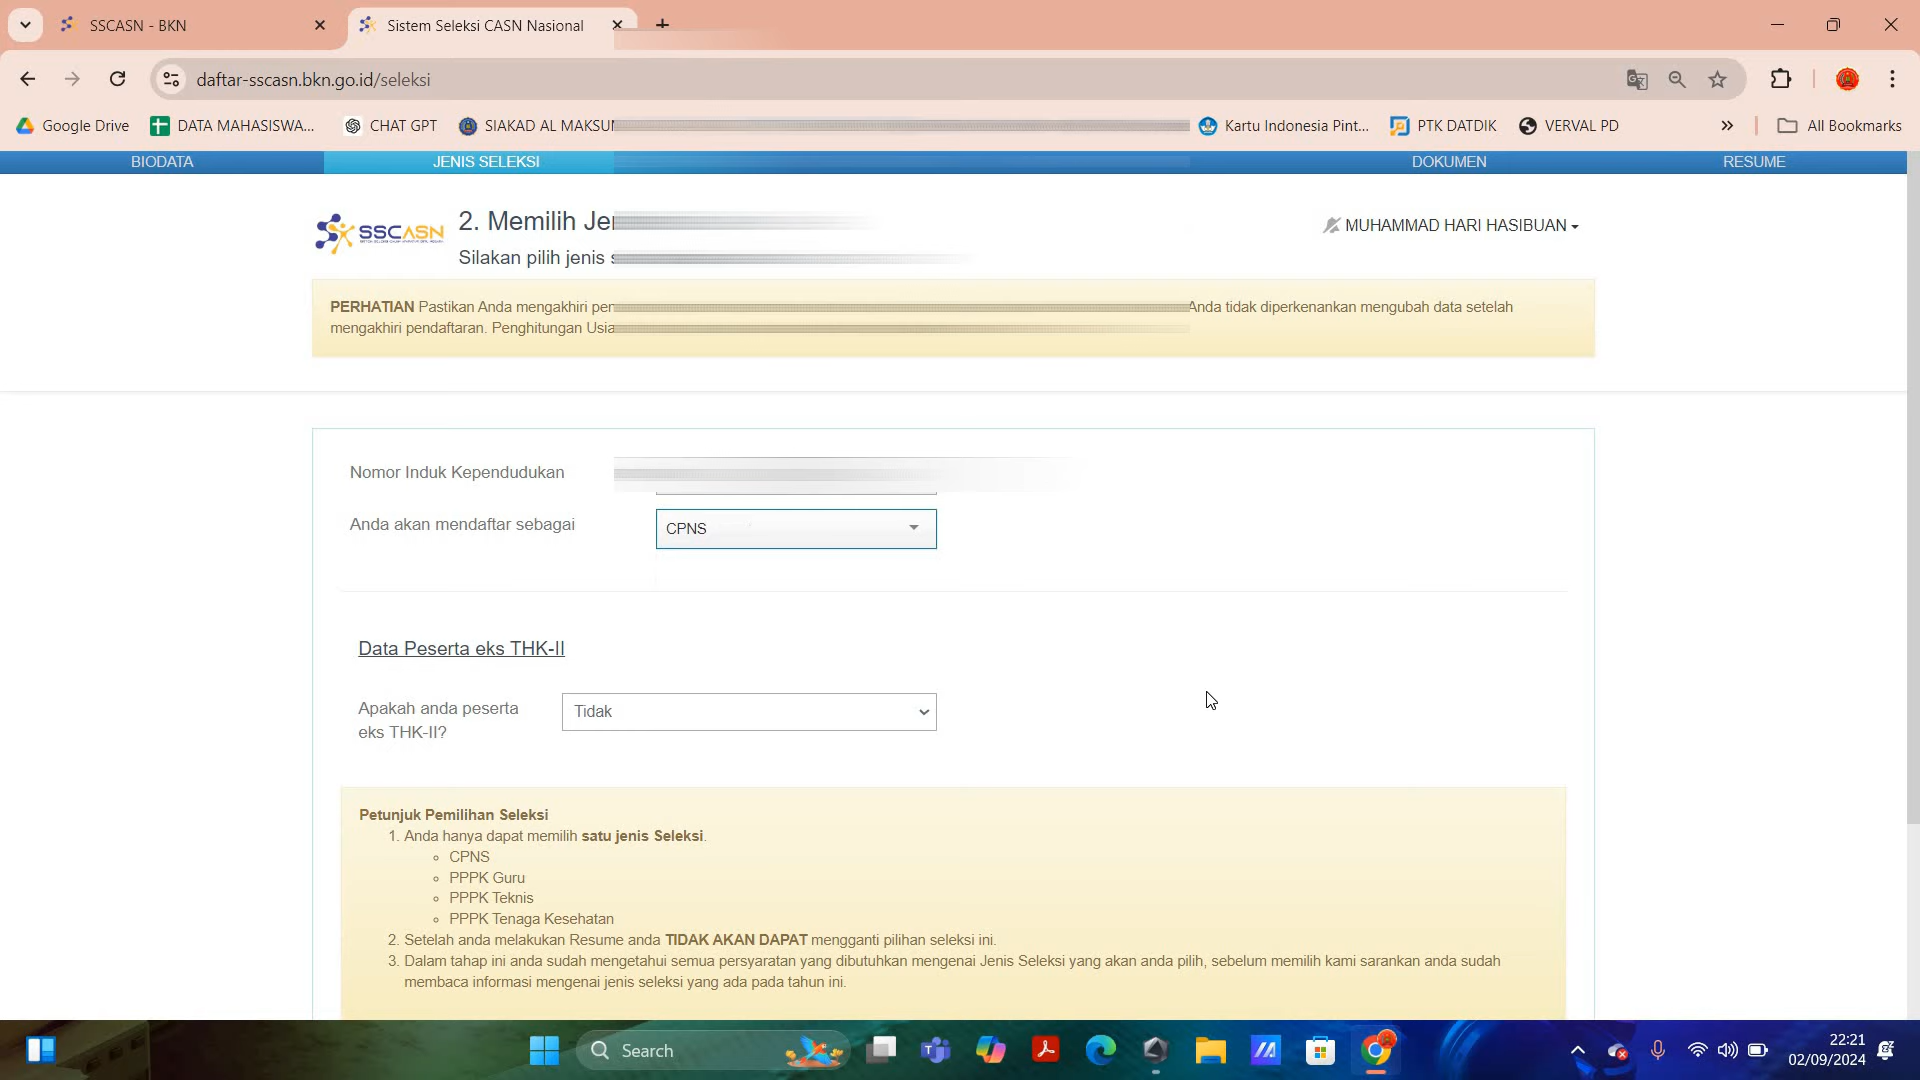 SSCASN - BKN
Sistem Seleksi CASN Nasional
daftar-sscasn.bkn.go.id/seleksi
Google Drive
DATA MAHASISWA...
CHAT GPT
SIAKAD AL
Kartu Indonesia Pint...
PTK DATDIK
VERVAL PD
All Bookmarks
BIODATA
JENIS SELEKSI
DOKUMEN
RESUME
SSCASN
2. Memilih
MUHAMMAD HARI HASIBUAN
Silakan pilih jenis
PERHATIAN Pastikan Anda mengakhiri
Anda tidak diperkenankan mengubah data setelah
mengakhiri pendaftaran. Penghitungan Usia
Nomor Induk Kependudukan
Anda akan mendaftar sebagai
CPNS
Data Peserta eks THK-II
Apakah anda peserta
eks THK-II?
Tidak
Petunjuk Pemilihan Seleksi
1. Anda hanya dapat memilih satu jenis Seleksi.
CPNS
PPPK Guru
PPPK Teknis
PPPK Tenaga Kesehatan
2. Setelah anda melakukan Resume anda TIDAK AKAN DAPAT mengganti pilihan seleksi ini.
3. Dalam tahap ini anda sudah mengetahui semua persyaratan yang dibutuhkan mengenai Jenis Seleksi yang akan anda pilih, sebelum memilih kami sarankan anda sudah
membaca informasi mengenai jenis seleksi yang ada pada tahun ini.
Search
22:21
02/09/2024